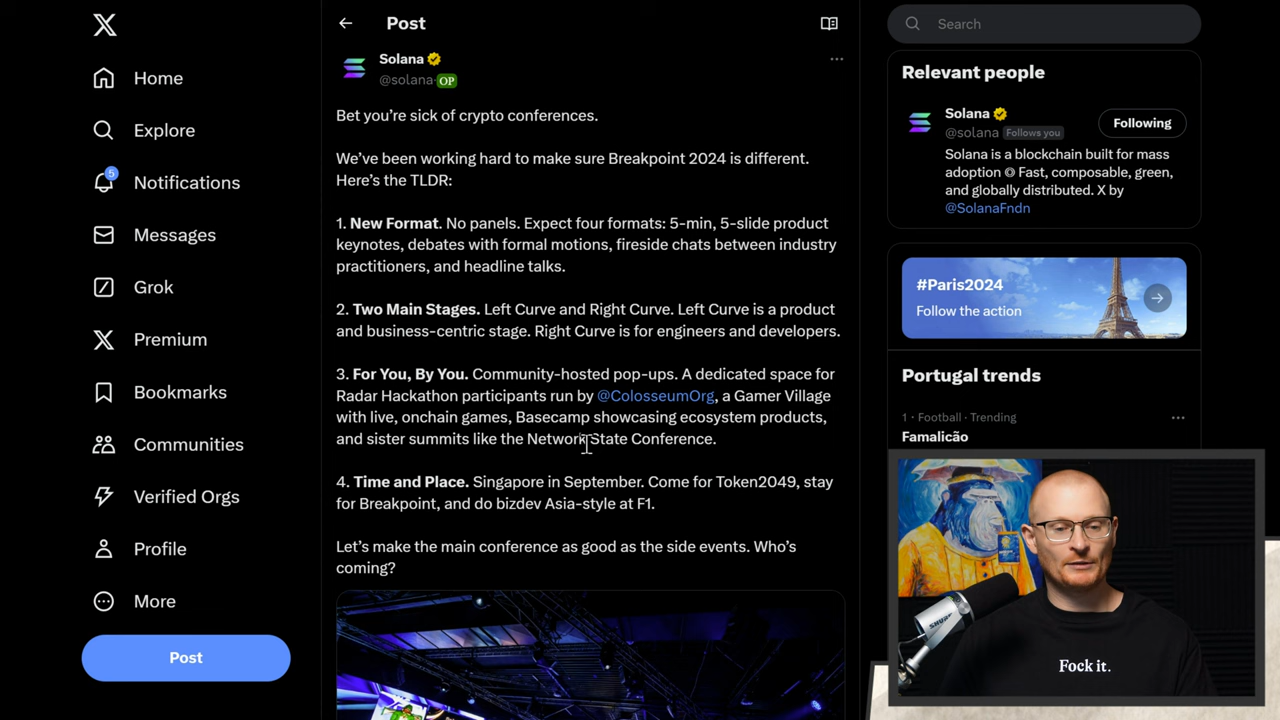 Home
Explore
5
Notifications
Messages
Grok
Premium
Bookmarks
Communities
Verified Orgs
Profile
More
Post
Post
Solana
@solana OP
Bet you’re sick of crypto conferences.
We’ve been working hard to make sure Breakpoint 2024 is different.
Here’s the TLDR:
1. New Format. No panels. Expect four formats: 5-min, 5-slide product
keynotes, debates with formal motions, fireside chats between industry
practitioners, and headline talks.
2. Two Main Stages. Left Curve and Right Curve. Left Curve is a product
and business-centric stage. Right Curve is for engineers and developers.
3. For You, By You. Community-hosted pop-ups. A dedicated space for
Radar Hackathon participants run by @ColosseumOrg, a Gamer Village
with live, onchain games, Basecamp showcasing ecosystem products,
and sister summits like the Network State Conference.
4. Time and Place. Singapore in September. Come for Token2049, stay
for Breakpoint, and do bizdev Asia-style at F1.
Let’s make the main conference as good as the side events. Who’s
coming?
Search
Relevant people
Solana
@solana Follows you
Following
Solana is a blockchain built for mass
adoption ◎ Fast, composable, green,
and globally distributed. X by
@SolanaFndn
#Paris2024
Follow the action
Portugal trends
1 · Football · Trending
Famalicão
SHURE
Fock it.